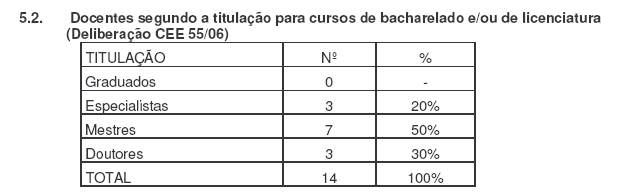 5.2. Docentes segundo a titulação para cursos de bacharelado e/ou de licenciatura
(Deliberação CEE 55/06)
TITULAÇÃO Nº %
Graduados 0 -
Especialistas 3 20%
Mestres 7 50%
Doutores 3 30%
TOTAL 14 100%